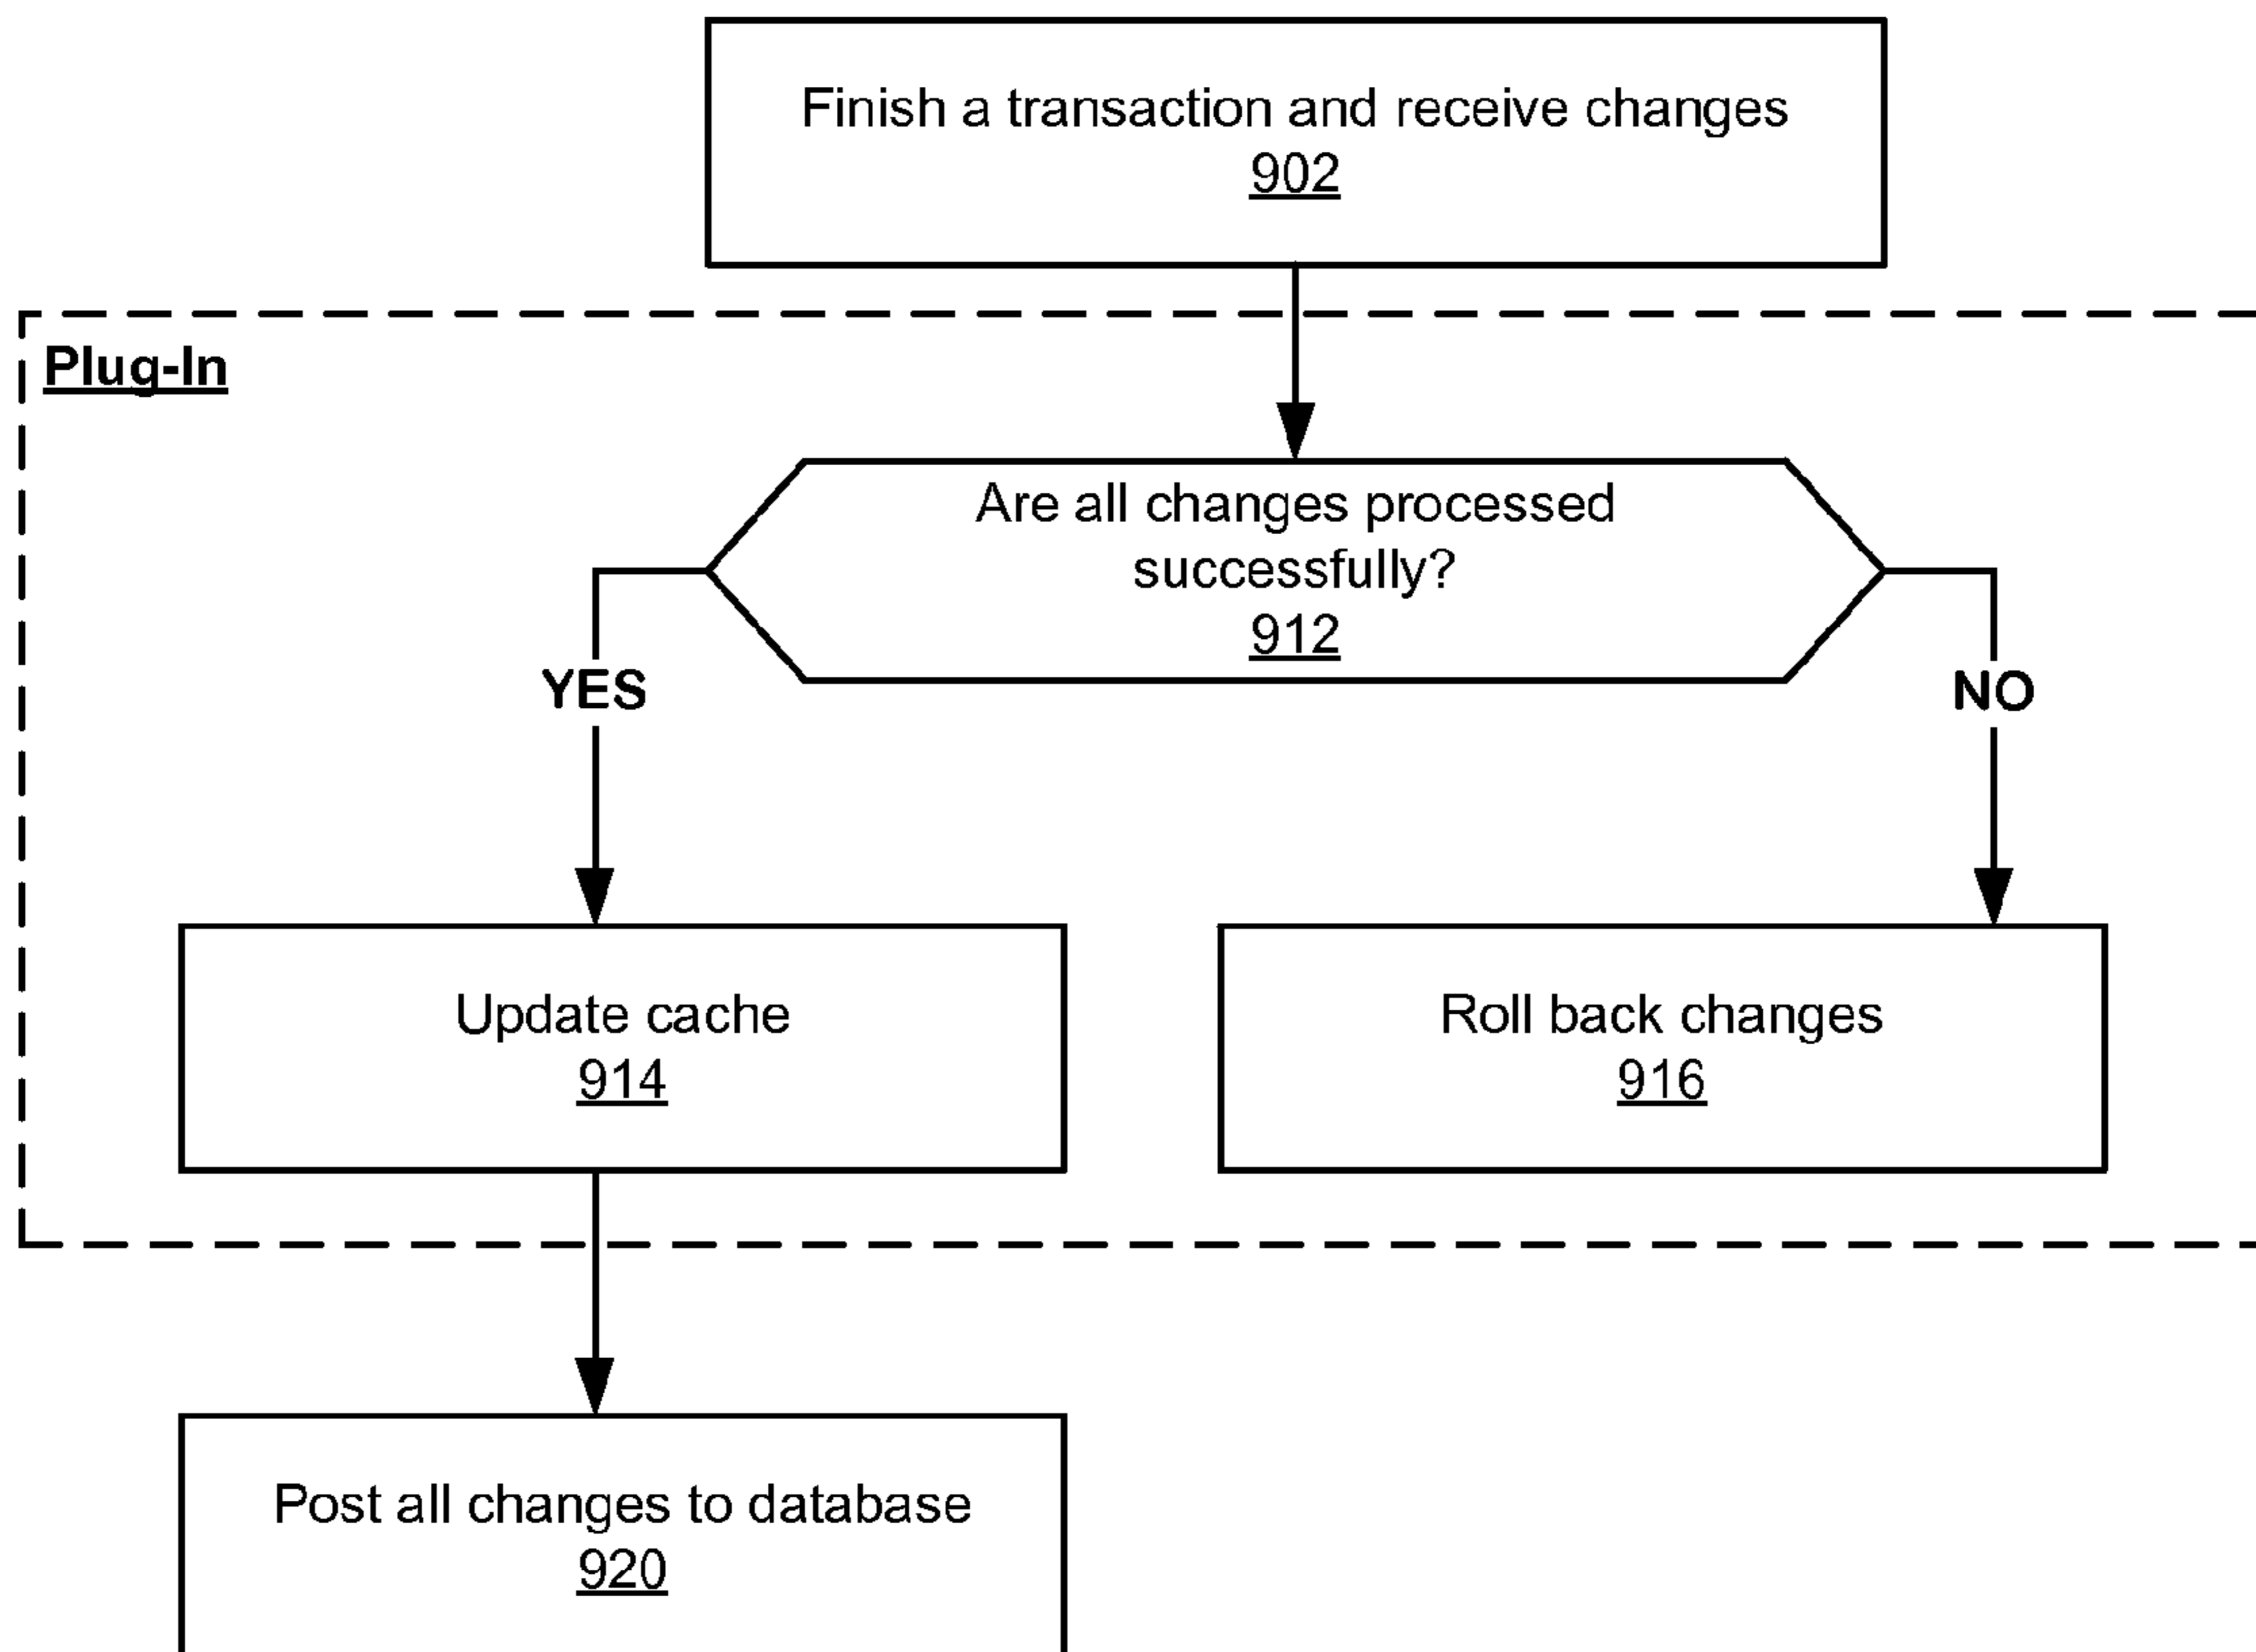 Finish a transaction and receive changes
902
Plug-In
Are all changes processed
successfully?
912
YES
NO
Update cache
914
Roll back changes
916
Post all changes to database
920